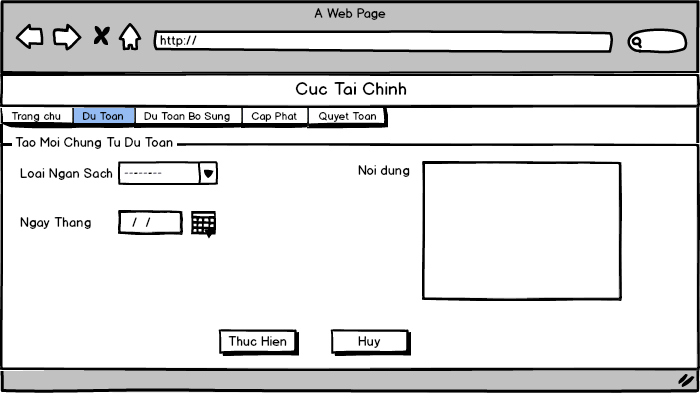 A Web Page
http://
Cuc Tai Chinh
Trang chu Du Toan Du Toan Bo Sung Cap Phat Quyet Toan
Tao Moi Chung Tu Du Toan
Loai Ngan Sach -------- Noi dung
Ngay Thang / /
Thuc Hien Huy